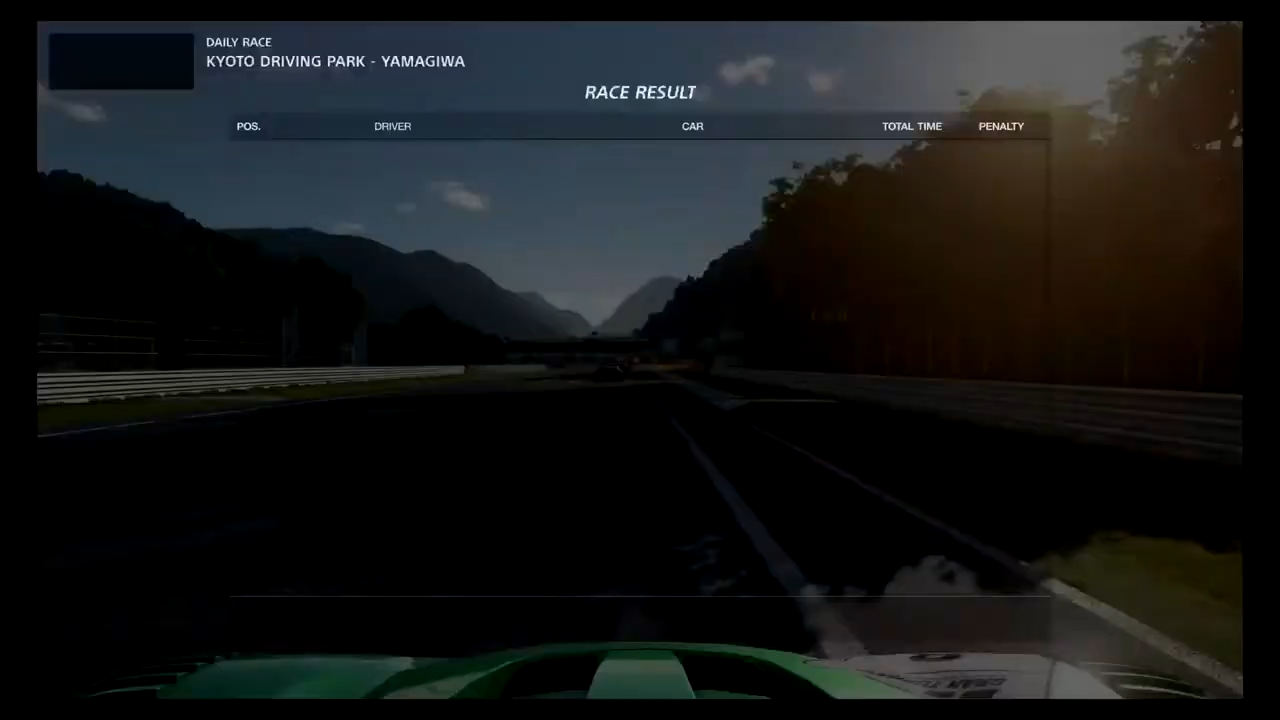 DAILY RACE
KYOTO DRIVING PARK - YAMAGIWA
RACE RESULT
POS. DRIVER CAR TOTAL TIME PENALTY